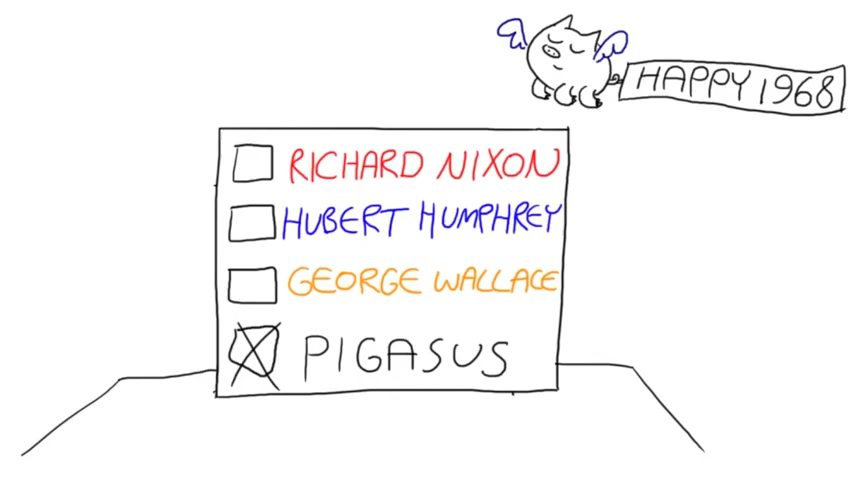 HAPPY 1968
RICHARD NIXON
HUBERT HUMPHREY
GEORGE WALLACE
PIGASUS